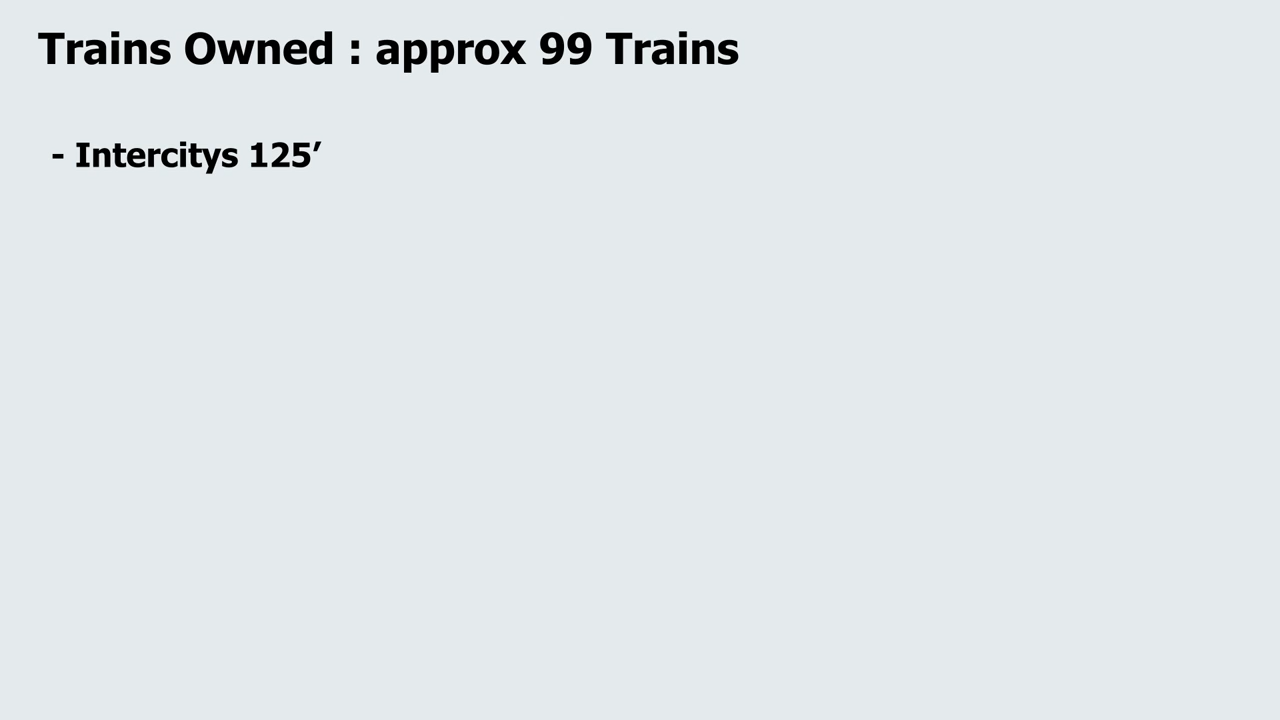 Trains Owned : approx 99 Trains
- Intercitys 125′